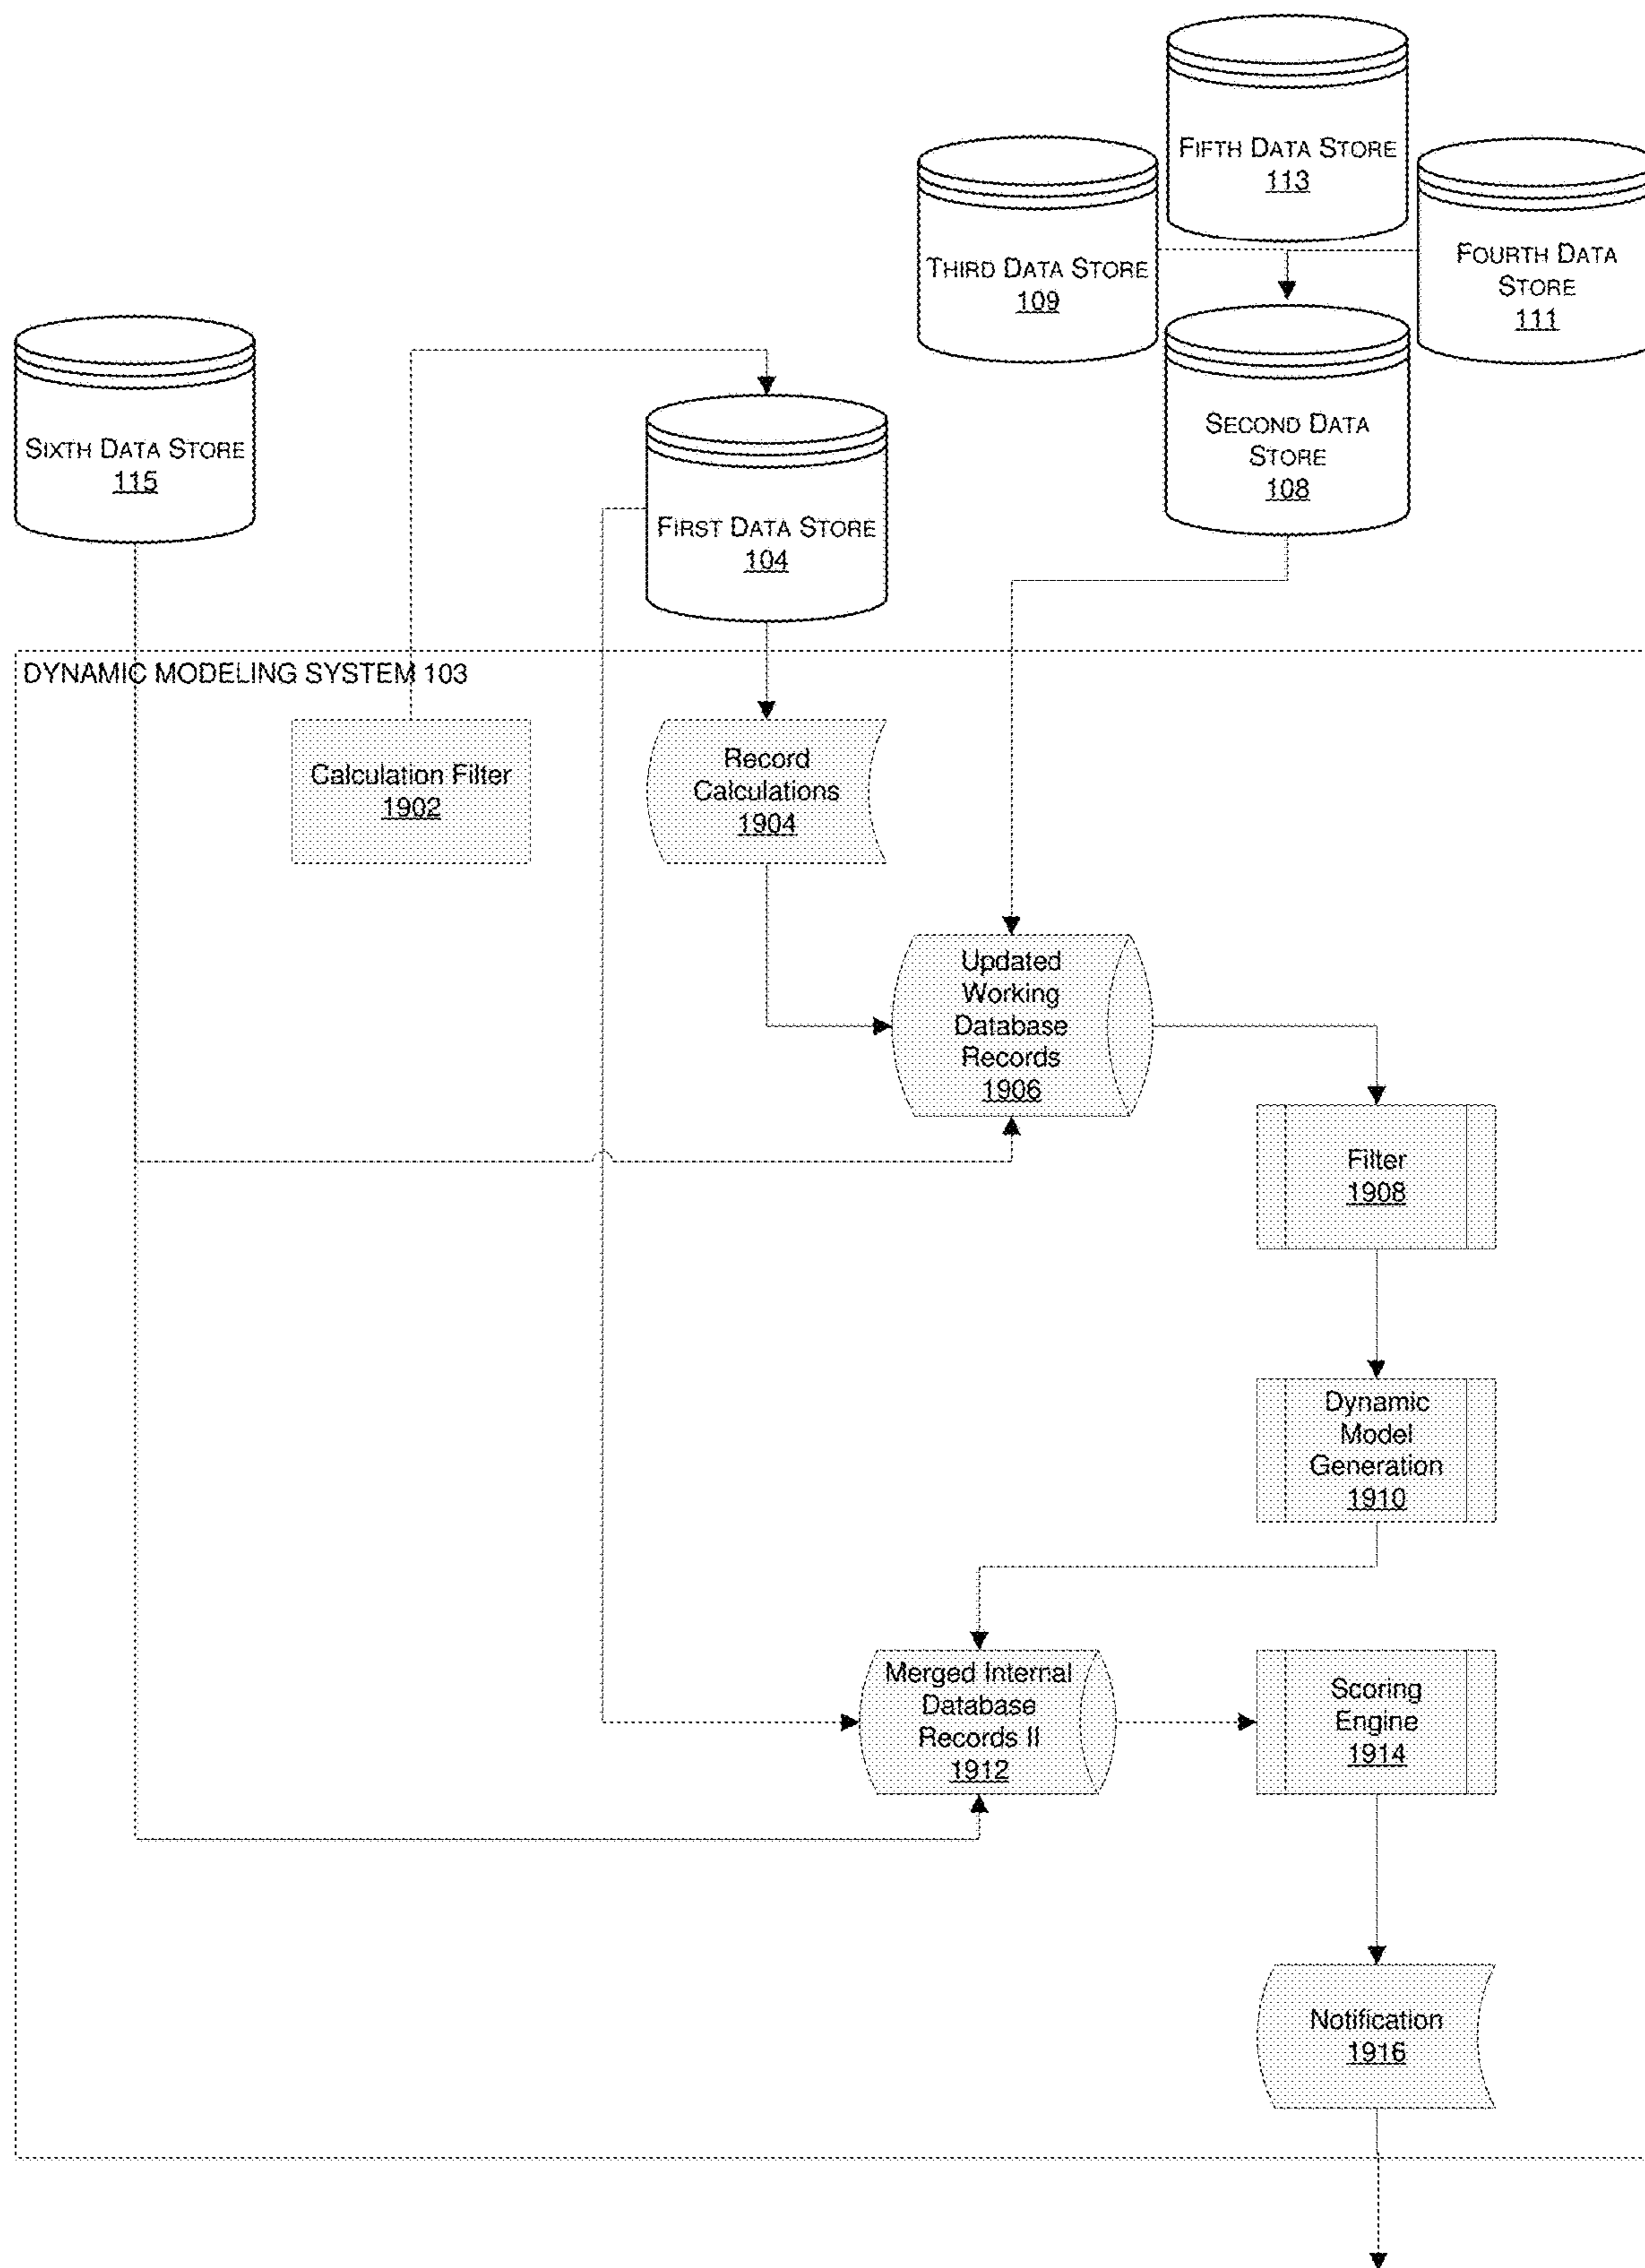 FIFTH DATA STORE
113
THIRD DATA STORE
109
FOURTH DATA
STORE
111
SIXTH DATA STORE
115
SECOND DATA
STORE
108
FIRST DATA STORE
104
DYNAMIC MODELING SYSTEM 103
Calculation Filter
1902
Record
Calculations
1904
Updated
Working
Database
Records
1906
Filter
1908
Dynamic
Model
Generation
1910
Merged Internal
Database
Records II
1912
Scoring
Engine
1914
Notification
1916